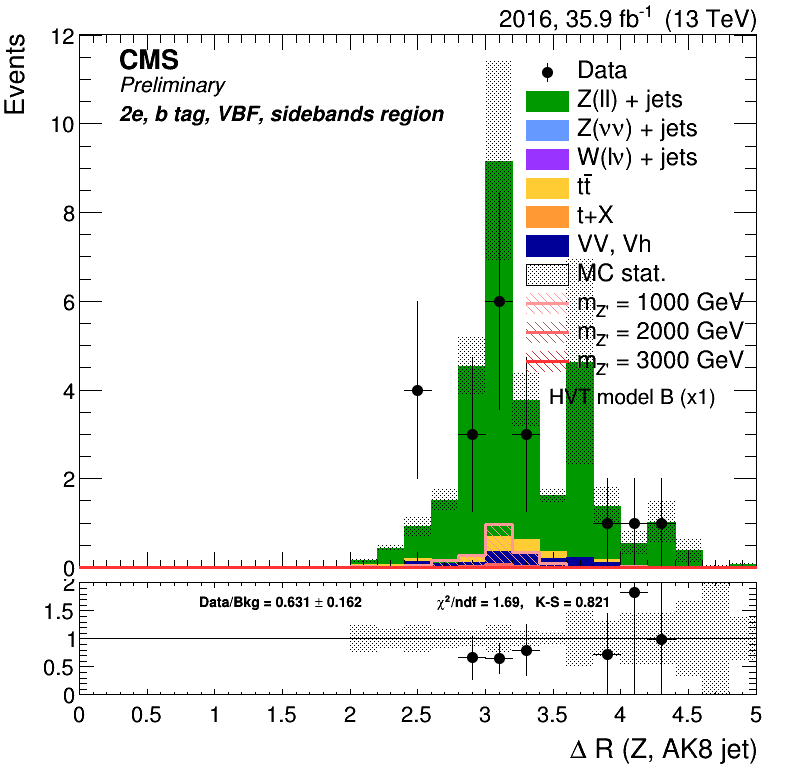 2016, 35.9 fb⁻¹ (13 TeV)
Events
CMS
Preliminary
2e, b tag, VBF, sidebands region
Data
Z(ll) + jets
Z(νν) + jets
W(lν) + jets
tt̄
t+X
VV, Vh
MC stat.
m_Z' = 1000 GeV
m_Z' = 2000 GeV
m_Z' = 3000 GeV
HVT model B (x1)
12
10
8
6
4
2
0
Data/Bkg = 0.631 ± 0.162
χ²/ndf = 1.69, K-S = 0.821
2
1.5
1
0.5
0
0 0.5 1 1.5 2 2.5 3 3.5 4 4.5 5
Δ R (Z, AK8 jet)